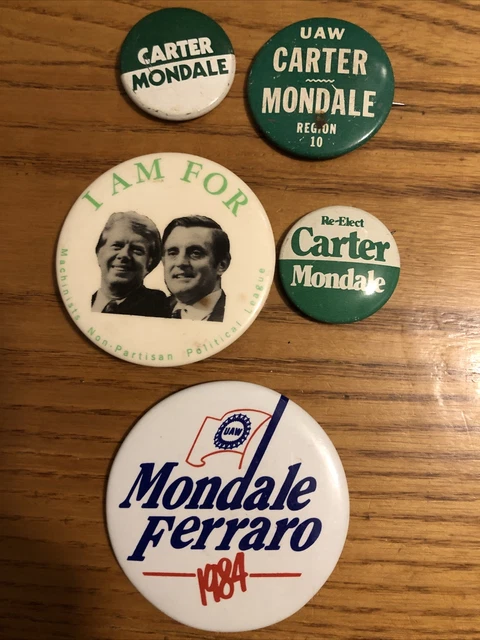 CARTER
MONDALE
UAW
CARTER
MONDALE
REGION
10
I AM FOR
Machinists Non-Partisan Political League
Re-Elect
Carter
Mondale
UAW
Mondale
Ferraro
1984